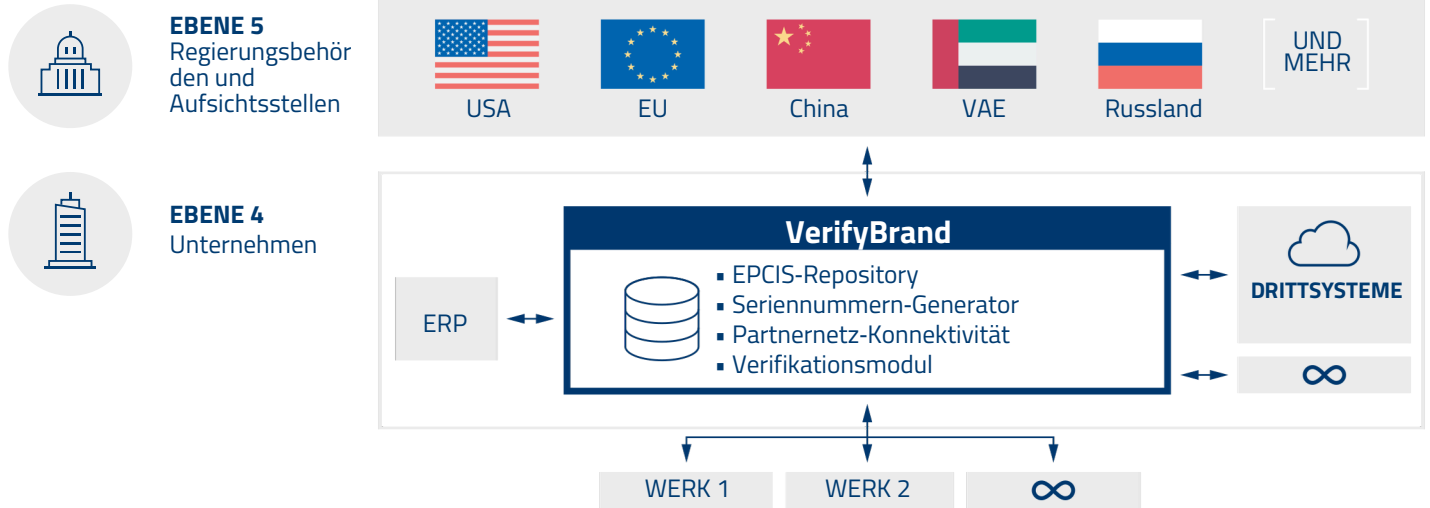 EBENE 5
Regierungsbehör
den und
Aufsichtsstellen
USA
EU
China
VAE
Russland
UND
MEHR
EBENE 4
Unternehmen
ERP
VerifyBrand
▪ EPCIS-Repository
▪ Seriennummern-Generator
▪ Partnernetz-Konnektivität
▪ Verifikationsmodul
DRITTSYSTEME
∞
WERK 1
WERK 2
∞